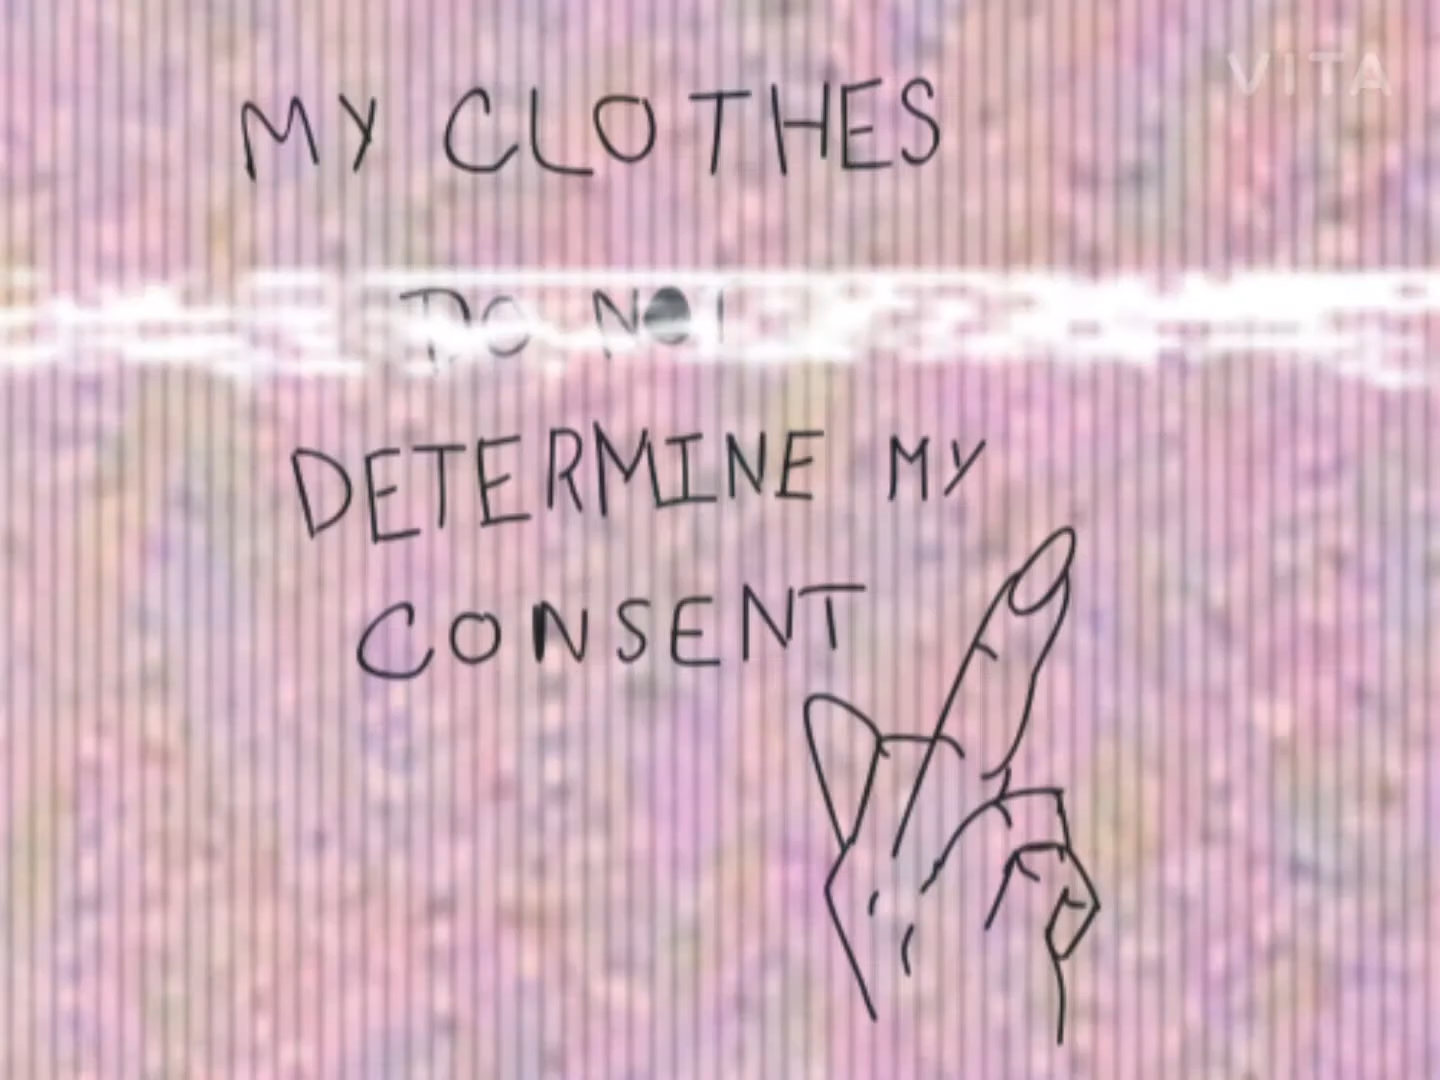 VITA
MY CLOTHES
DO NOT
DETERMINE MY
CONSENT